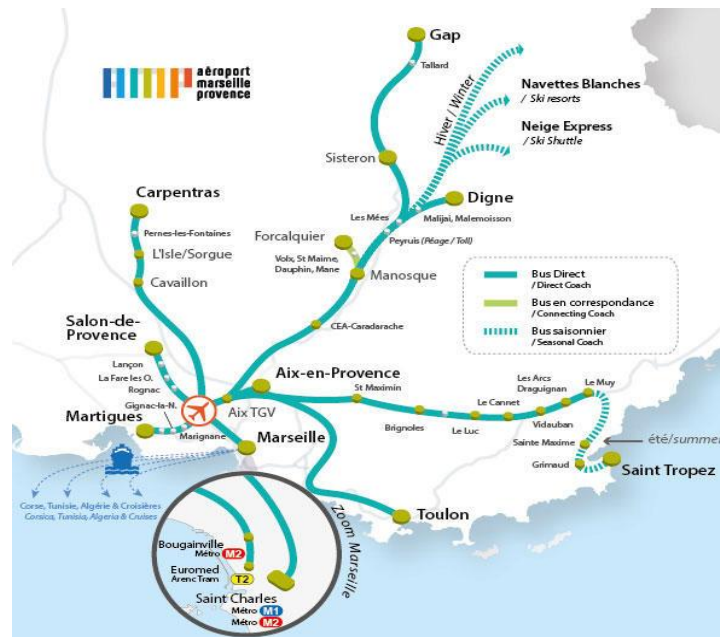 aéroport
marseille
provence
Gap
Tallard
Hiver / Winter
Navettes Blanches
/ Ski resorts
Neige Express
/ Ski Shuttle
Sisteron
Carpentras
Digne
Les Mées
Malijai, Malemoisson
Pernes-les-Fontaines
Forcalquier
Peyruis (Péage / Toll)
L'Isle/Sorgue
Volx, St Maime,
Dauphin, Mane
Manosque
Cavaillon
Bus Direct
/ Direct Coach
Bus en correspondance
/ Connecting Coach
Bus saisonnier
/ Seasonal Coach
Salon-de-
Provence
CEA-Caradarache
Lançon
La Fare les O.
Rognac
Gignac-la-N.
Aix-en-Provence
St Maximin
Les Arcs
Draguignan
Le Muy
Martigues
Aix TGV
Le Cannet
Marignane
Marseille
Brignoles
Le Luc
Vidauban
Sainte Maxime
été/summer
Grimaud
Saint Tropez
Corse, Tunisie, Algérie & Croisières
Corsica, Tunisia, Algeria & Cruises
Toulon
Zoom Marseille
Bougainville
Métro M2
Euromed
Arenc Tram T2
Saint Charles
Métro M1
Métro M2